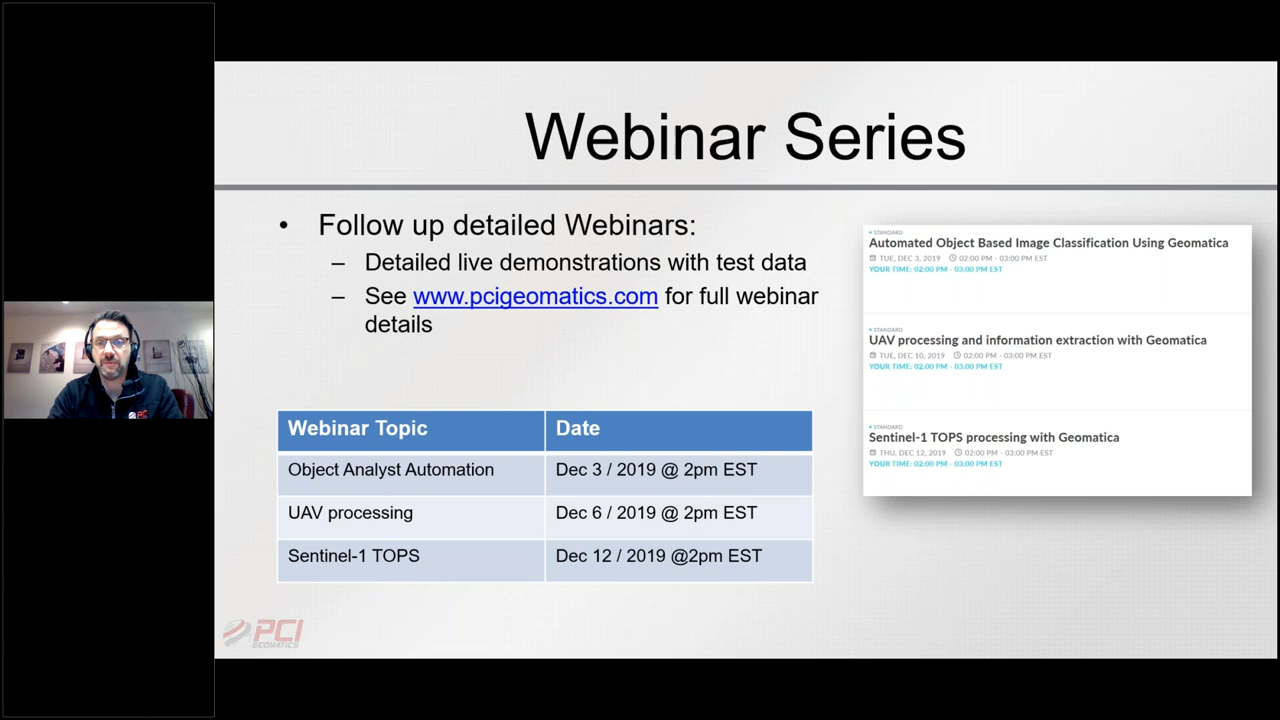 Webinar Series
• Follow up detailed Webinars:
– Detailed live demonstrations with test data
– See www.pcigeomatics.com for full webinar
details
Webinar Topic Date
Object Analyst Automation Dec 3 / 2019 @ 2pm EST
UAV processing Dec 6 / 2019 @ 2pm EST
Sentinel-1 TOPS Dec 12 / 2019 @2pm EST
STANDARD
Automated Object Based Image Classification Using Geomatica
TUE, DEC 3, 2019 02:00 PM - 03:00 PM EST
YOUR TIME: 02:00 PM - 03:00 PM EST
STANDARD
UAV processing and information extraction with Geomatica
TUE, DEC 10, 2019 02:00 PM - 03:00 PM EST
YOUR TIME: 02:00 PM - 03:00 PM EST
STANDARD
Sentinel-1 TOPS processing with Geomatica
THU, DEC 12, 2019 02:00 PM - 03:00 PM EST
YOUR TIME: 02:00 PM - 03:00 PM EST
PCI
GEOMATICS
PCI